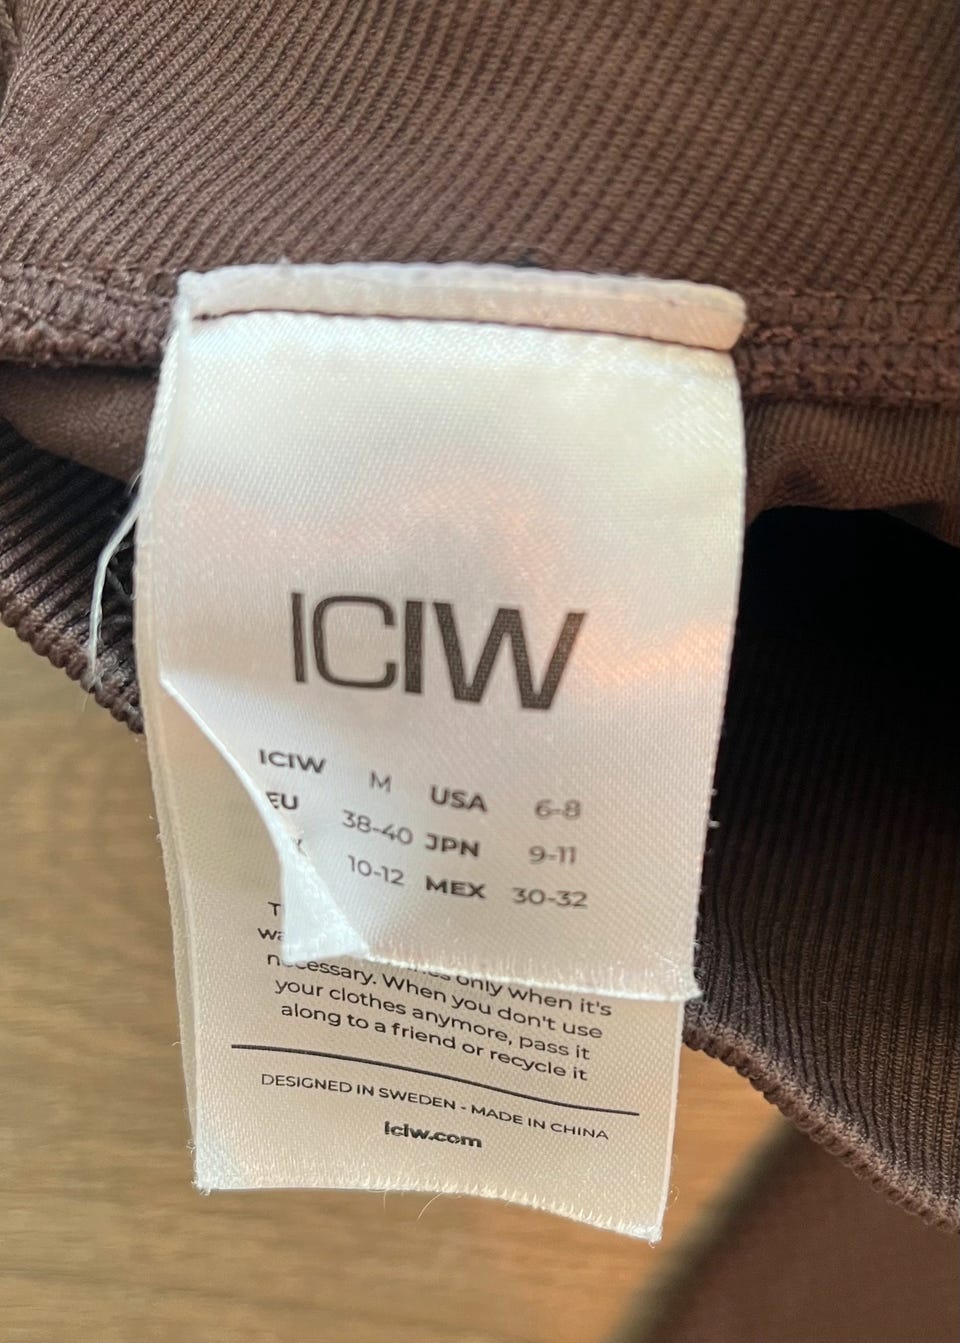 ICIW
ICIW M USA 6-8
EU 38-40 JPN 9-11
10-12 MEX 30-32
only when it's
necessary. When you don't use
your clothes anymore, pass it
along to a friend or recycle it
DESIGNED IN SWEDEN - MADE IN CHINA
iciw.com